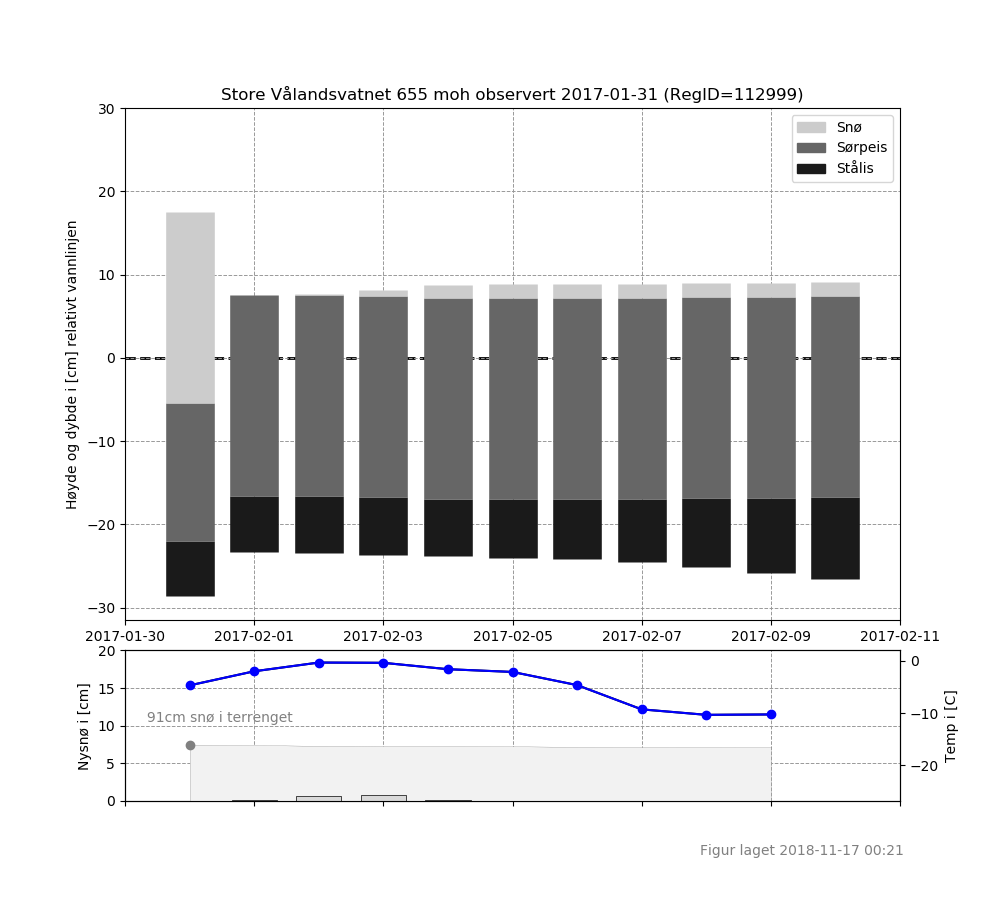 Store Vålandsvatnet 655 moh observert 2017-01-31 (RegID=112999)
30
20
10
0
−10
−20
−30
Høyde og dybde i [cm] relativt vannlinjen
Snø
Sørpeis
Stålis
2017-01-30 2017-02-01 2017-02-03 2017-02-05 2017-02-07 2017-02-09 2017-02-11
20
15
10
5
0
Nysnø i [cm]
91cm snø i terrenget
0
−10
−20
Temp i [C]
Figur laget 2018-11-17 00:21